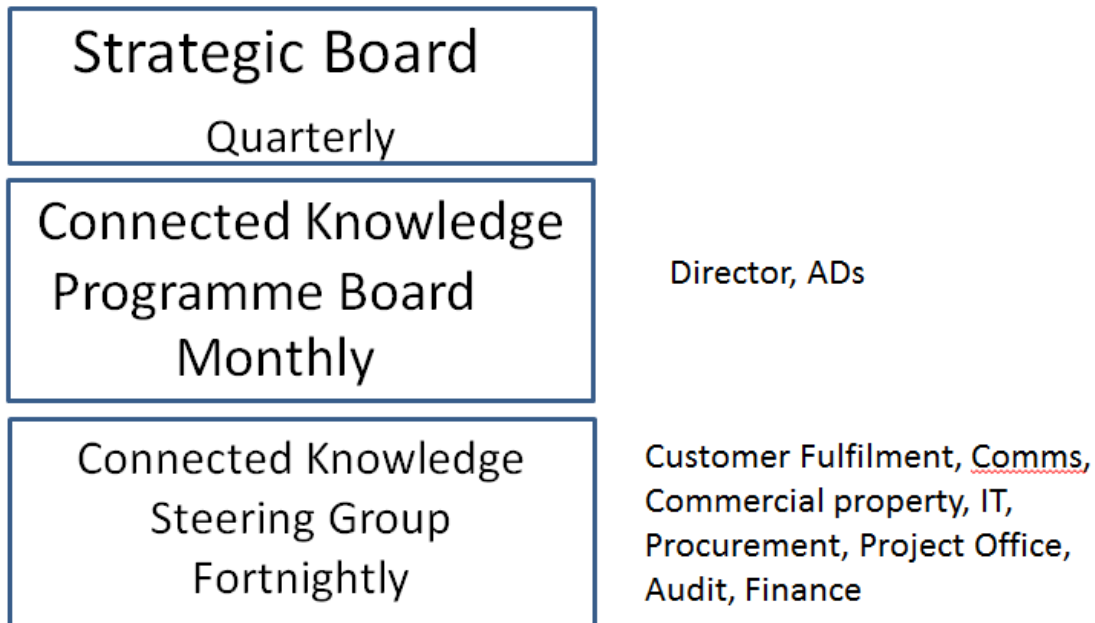 Strategic Board
Quarterly
Connected Knowledge
Programme Board
Monthly
Director, ADs
Connected Knowledge
Steering Group
Fortnightly
Customer Fulfilment, Comms,
Commercial property, IT,
Procurement, Project Office,
Audit, Finance